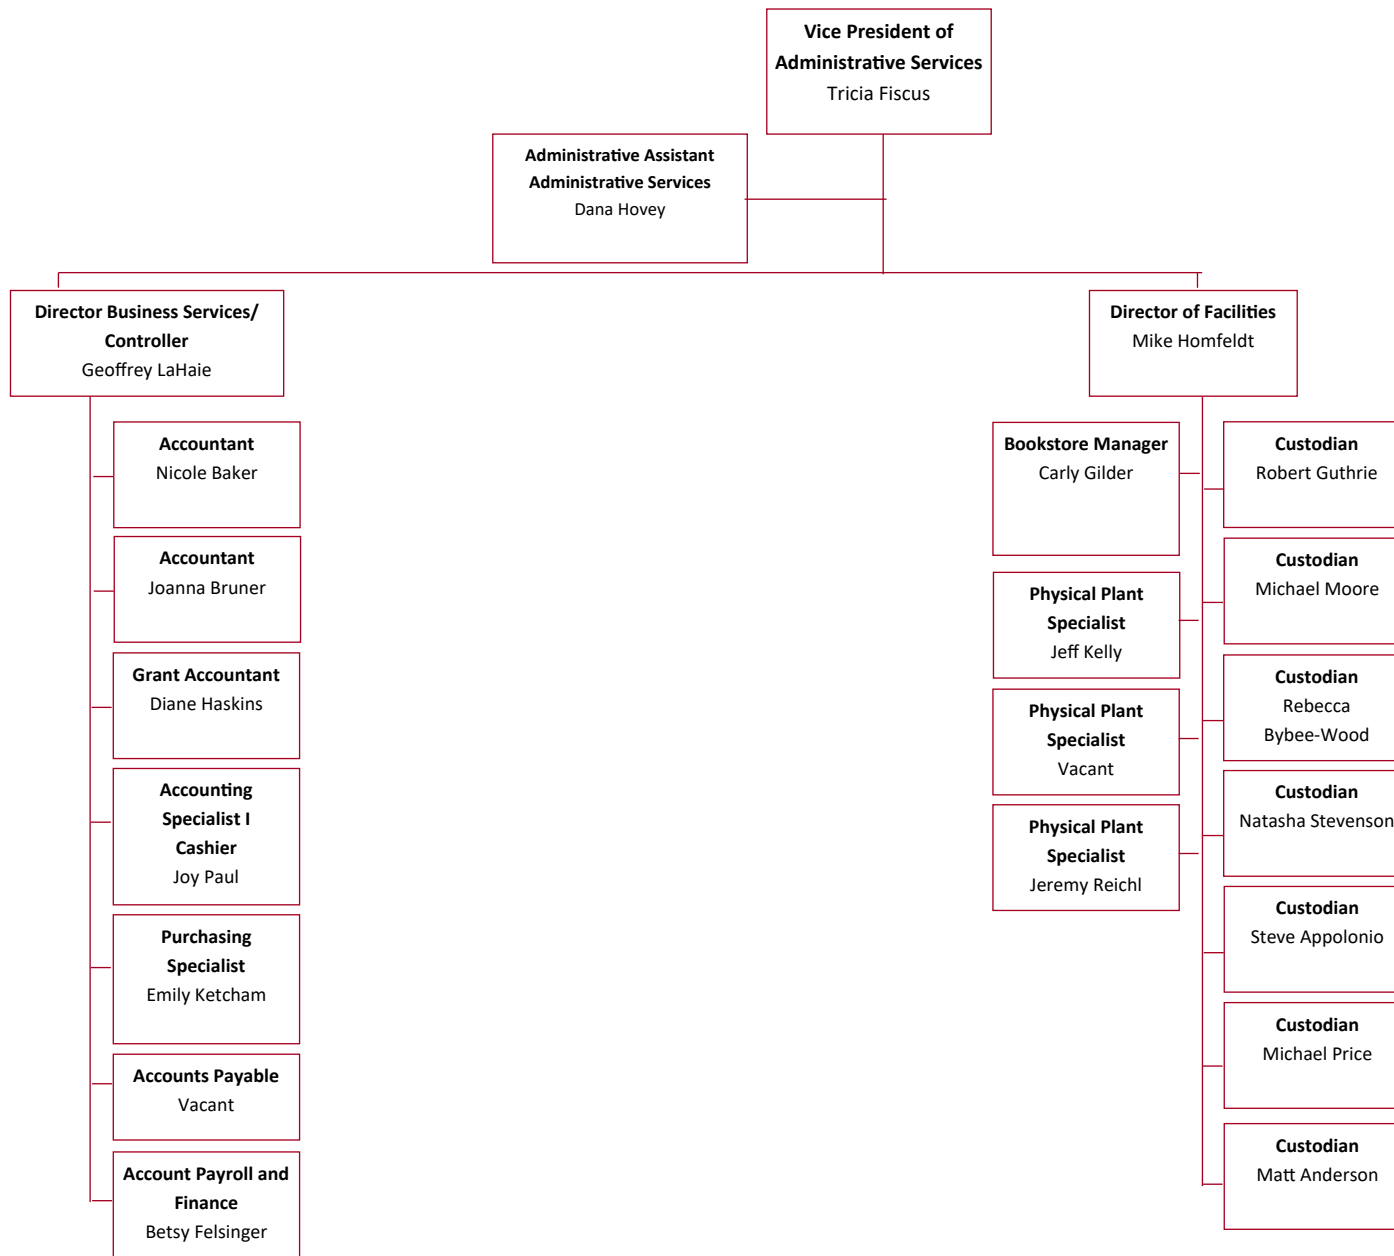 Vice President of
Administrative Services
Tricia Fiscus
Administrative Assistant
Administrative Services
Dana Hovey
Director Business Services/
Controller
Geoffrey LaHaie
Director of Facilities
Mike Homfeldt
Accountant
Nicole Baker
Accountant
Joanna Bruner
Grant Accountant
Diane Haskins
Accounting
Specialist I
Cashier
Joy Paul
Purchasing
Specialist
Emily Ketcham
Accounts Payable
Vacant
Account Payroll and
Finance
Betsy Felsinger
Bookstore Manager
Carly Gilder
Physical Plant
Specialist
Jeff Kelly
Physical Plant
Specialist
Vacant
Physical Plant
Specialist
Jeremy Reichl
Custodian
Robert Guthrie
Custodian
Michael Moore
Custodian
Rebecca
Bybee-Wood
Custodian
Natasha Stevenson
Custodian
Steve Appolonio
Custodian
Michael Price
Custodian
Matt Anderson